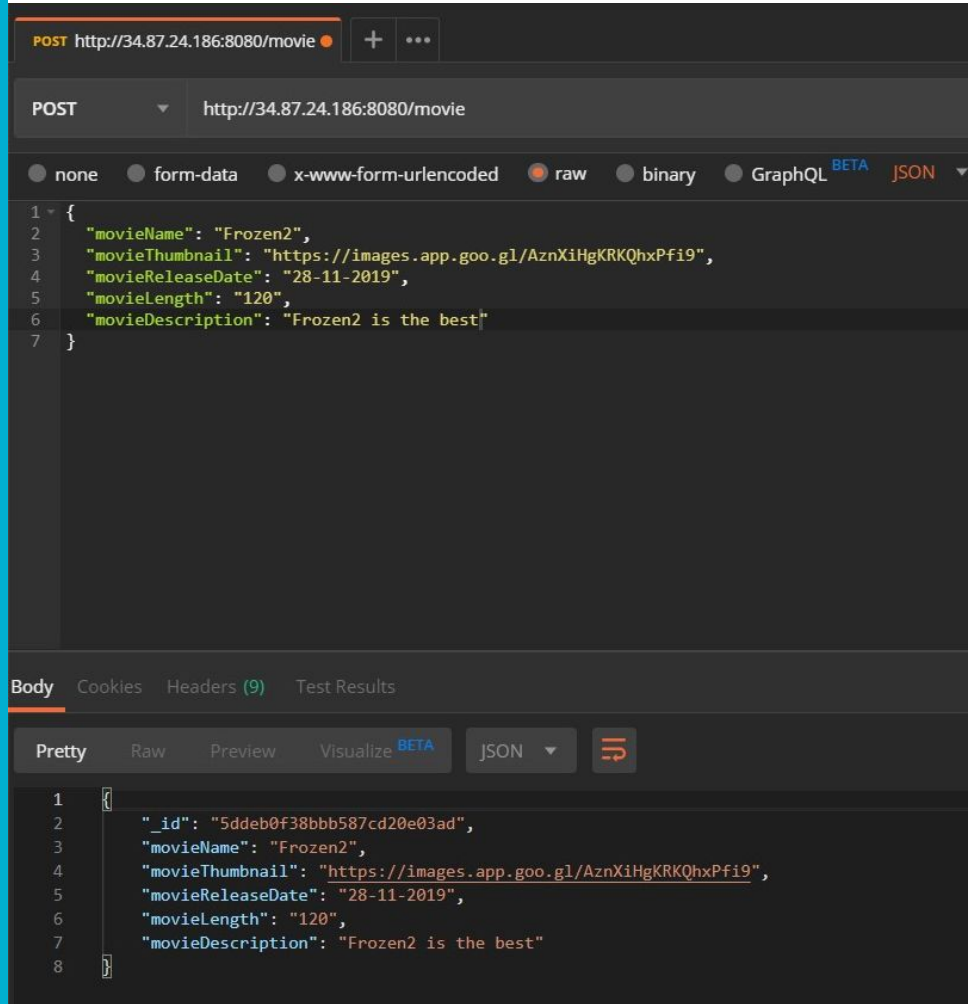 POST http://34.87.24.186:8080/movie
POST http://34.87.24.186:8080/movie
none form-data x-www-form-urlencoded raw binary GraphQL BETA JSON
1 {
2 "movieName": "Frozen2",
3 "movieThumbnail": "https://images.app.goo.gl/AznXiHgKRKQhxPfi9",
4 "movieReleaseDate": "28-11-2019",
5 "movieLength": "120",
6 "movieDescription": "Frozen2 is the best"
7 }
Body Cookies Headers (9) Test Results
Pretty Raw Preview Visualize BETA JSON
1 {
2 "_id": "5ddeb0f38bbb587cd20e03ad",
3 "movieName": "Frozen2",
4 "movieThumbnail": "https://images.app.goo.gl/AznXiHgKRKQhxPfi9",
5 "movieReleaseDate": "28-11-2019",
6 "movieLength": "120",
7 "movieDescription": "Frozen2 is the best"
8 }